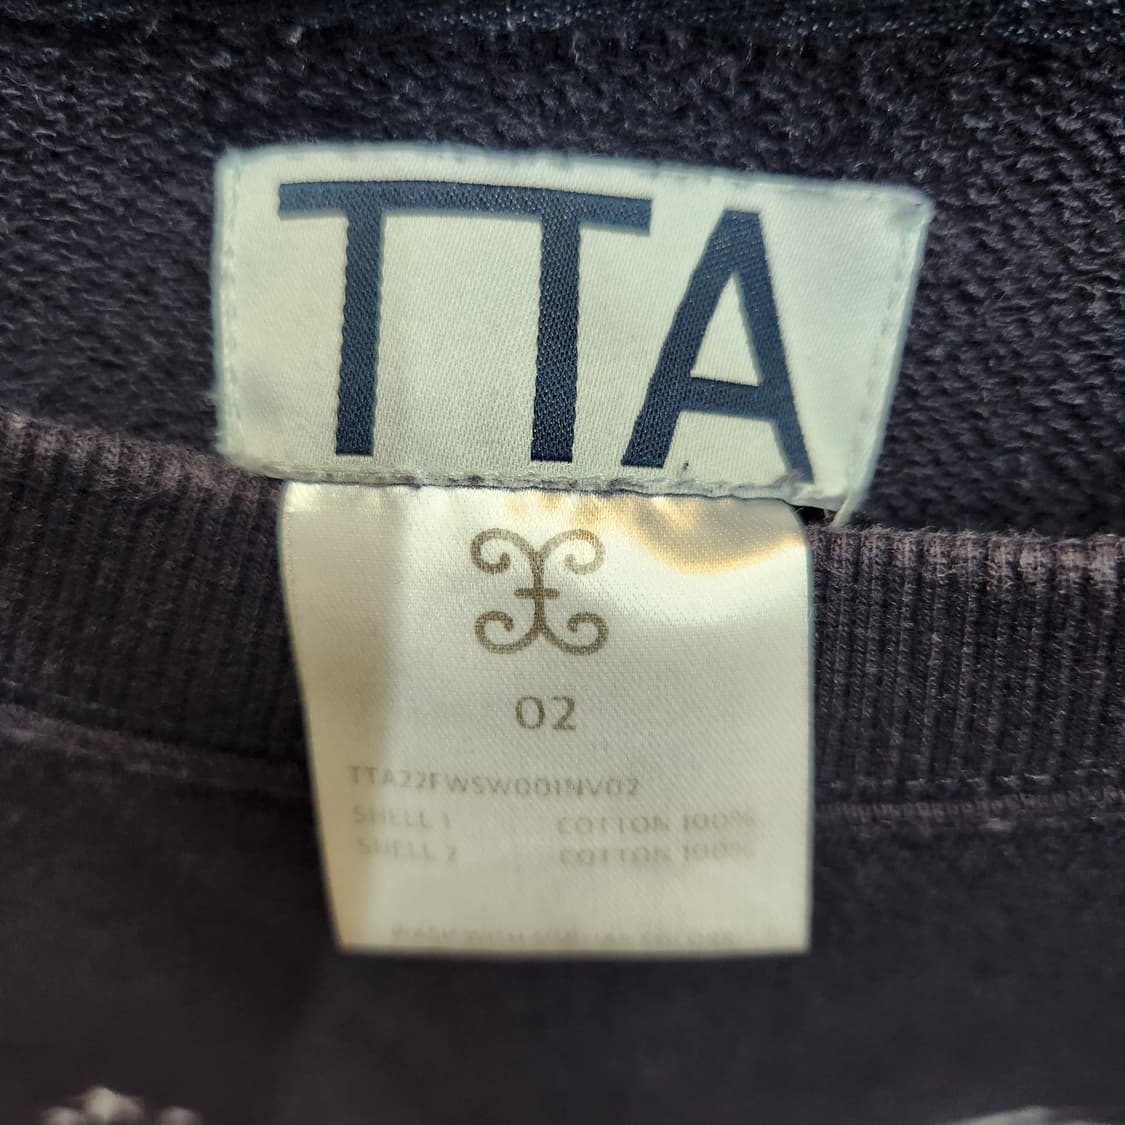 TTA
02
TTA22FWSW001NV02
SHELL 1 COTTON 100%
SHELL 2 COTTON 100%